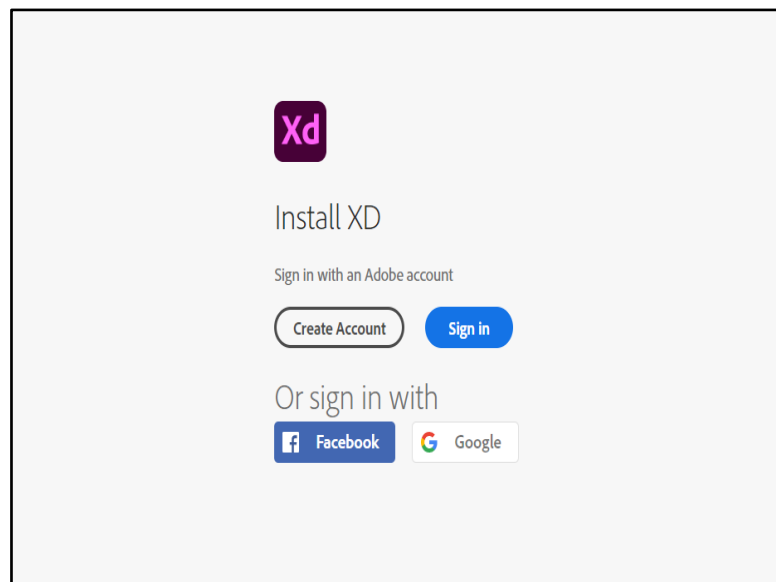 Xd
Install XD
Sign in with an Adobe account
Create Account Sign in
Or sign in with
Facebook Google